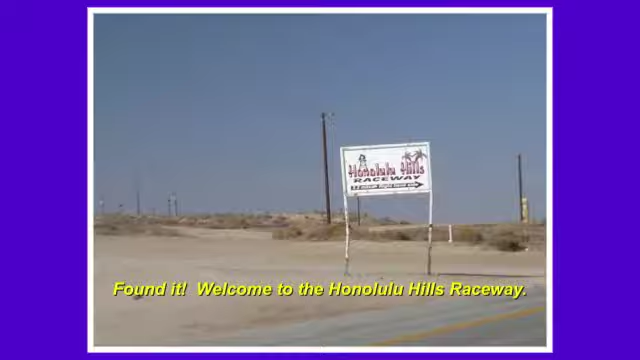 Honolulu Hills
RACEWAY
Found it! Welcome to the Honolulu Hills Raceway.